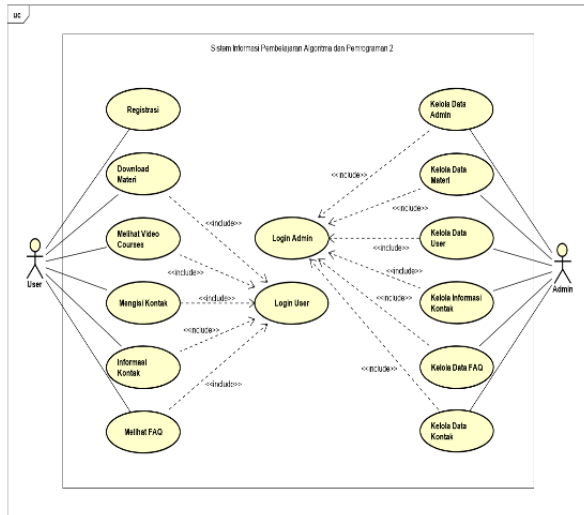 uc
Sistem Informasi Pembelajaran Algoritma dan Pemrograman 2
Registrasi
Download
Materi
Melihat Video
Courses
Mengisi Kontak
Informasi
Kontak
Melihat FAQ
User
<<include>>
<<include>>
<<include>>
<<include>>
<<include>>
Login Admin
Login User
<<include>>
<<include>>
<<include>>
<<include>>
<<include>>
<<include>>
Kelola Data
Admin
Kelola Data
Materi
Kelola Data
User
Kelola Informasi
Kontak
Kelola Data FAQ
Kelola Data
Kontak
Admin